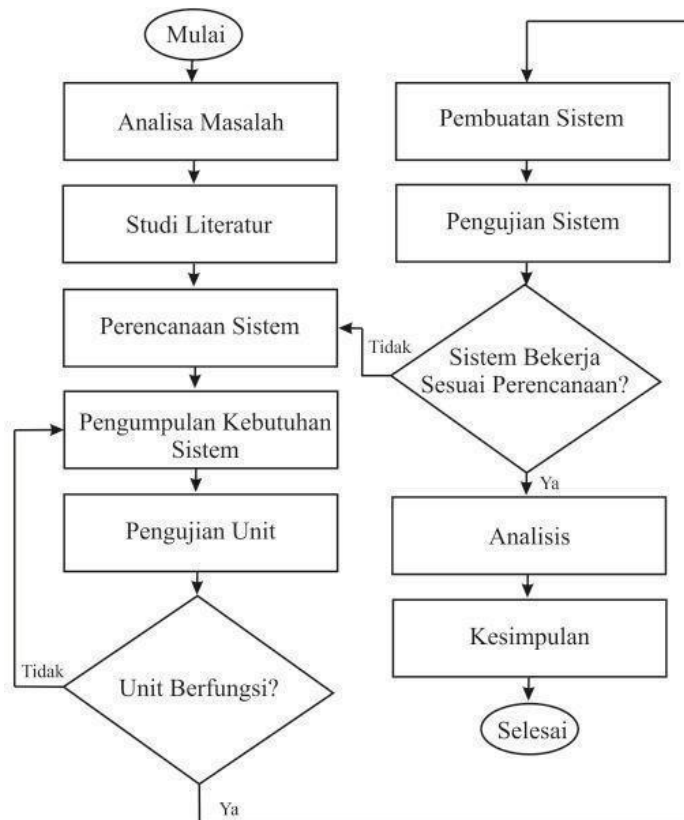 Mulai
Analisa Masalah
Studi Literatur
Perencanaan Sistem
Pengumpulan Kebutuhan
Sistem
Pengujian Unit
Tidak
Unit Berfungsi?
Ya
Pembuatan Sistem
Pengujian Sistem
Tidak
Sistem Bekerja
Sesuai Perencanaan?
Ya
Analisis
Kesimpulan
Selesai